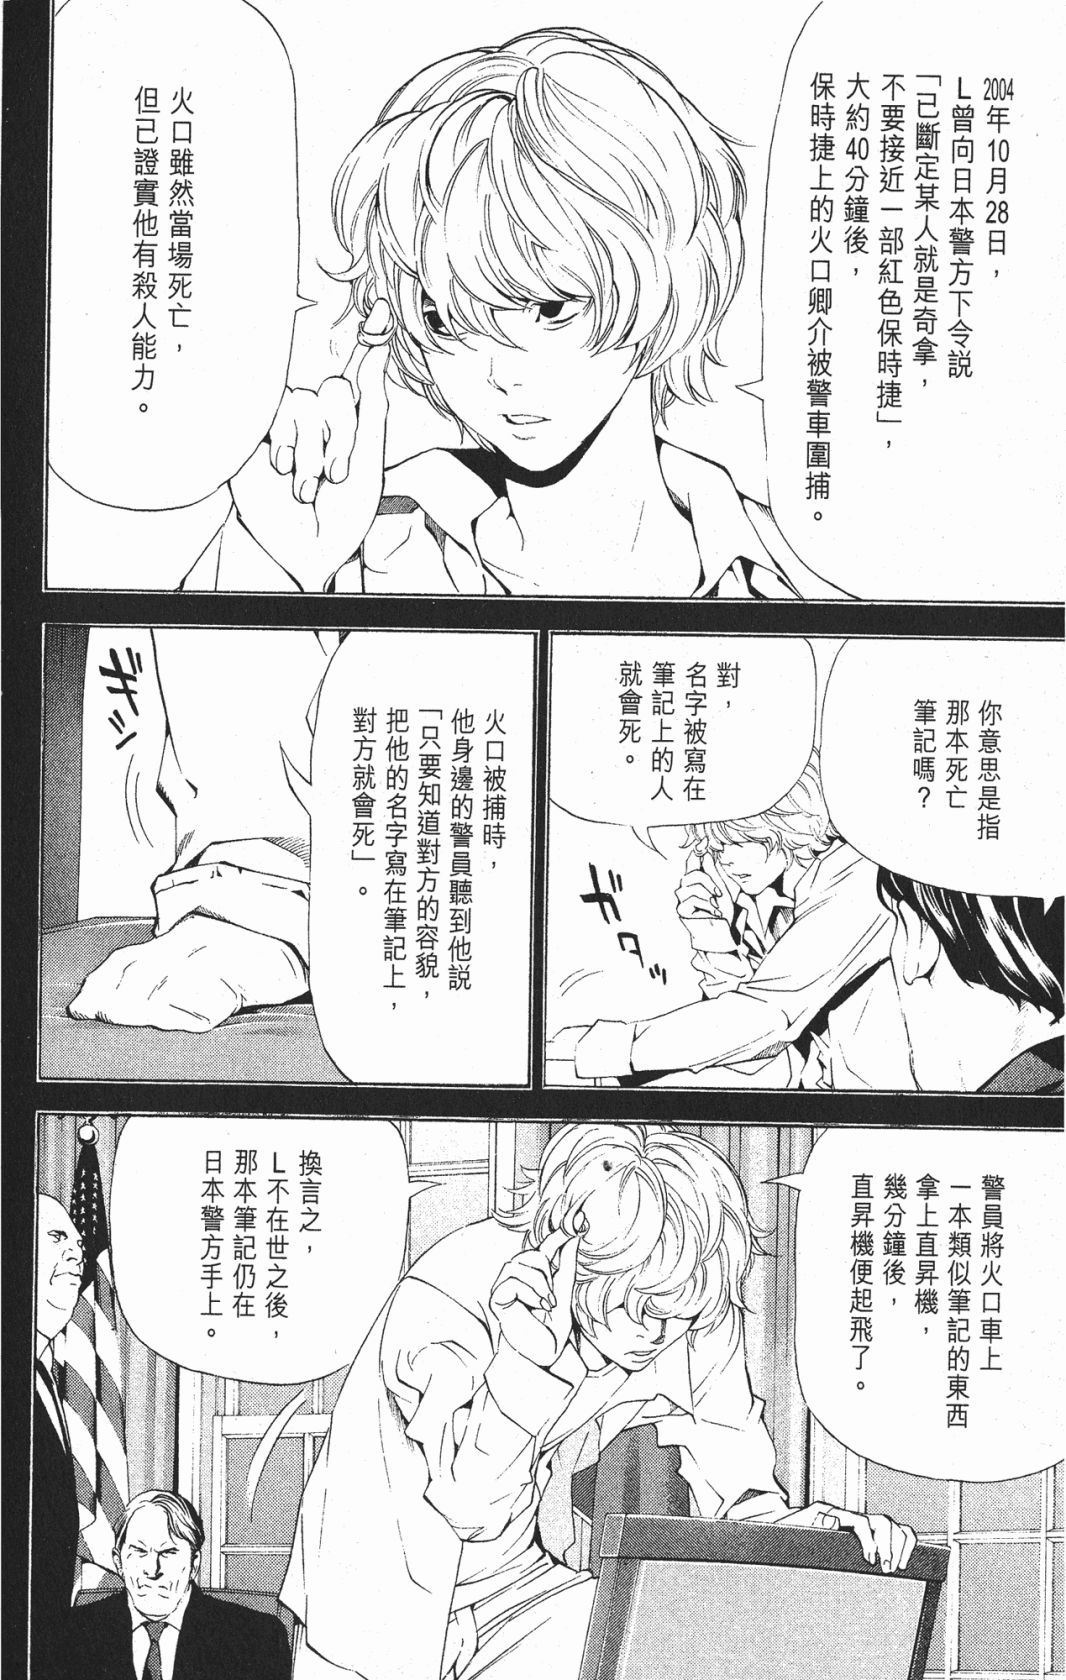 2004年10月28日，
L曾向日本警方下令説
「已斷定某人就是奇拿，
不要接近一部紅色保時捷」，
大約40分鐘後，
保時捷上的火口卿介被警車圍捕。
火口雖然當場死亡，
但已證實他有殺人能力。
你意思是指
那本死亡
筆記嗎？
對，
名字被寫在
筆記上的人
就會死。
ギタ
火口被捕時，
他身邊的警員聽到他説
「只要知道對方的容貌，
把他的名字寫在筆記上，
對方就會死」。
ギシ
警員將火口車上
一本類似筆記的東西
拿上直昇機，
幾分鐘後，
直昇機便起飛了。
換言之，
L不在世之後，
那本筆記仍在
日本警方手上。